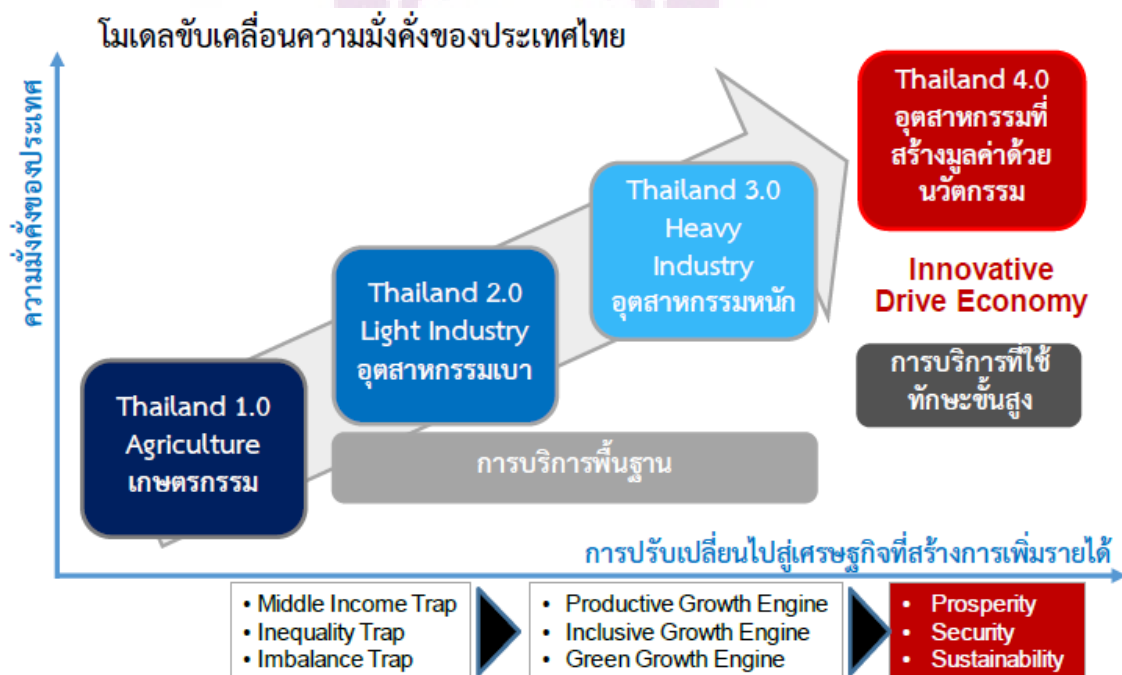 โมเดลขับเคลื่อนความมั่งคั่งของประเทศไทย
ความมั่งคั่งของประเทศ
Thailand 1.0
Agriculture
เกษตรกรรม
Thailand 2.0
Light Industry
อุตสาหกรรมเบา
Thailand 3.0
Heavy
Industry
อุตสาหกรรมหนัก
Thailand 4.0
อุตสาหกรรมที่
สร้างมูลค่าด้วย
นวัตกรรม
Innovative
Drive Economy
การบริการที่ใช้
ทักษะขั้นสูง
การบริการพื้นฐาน
การปรับเปลี่ยนไปสู่เศรษฐกิจที่สร้างการเพิ่มรายได้
• Middle Income Trap
• Inequality Trap
• Imbalance Trap
• Productive Growth Engine
• Inclusive Growth Engine
• Green Growth Engine
• Prosperity
• Security
• Sustainability